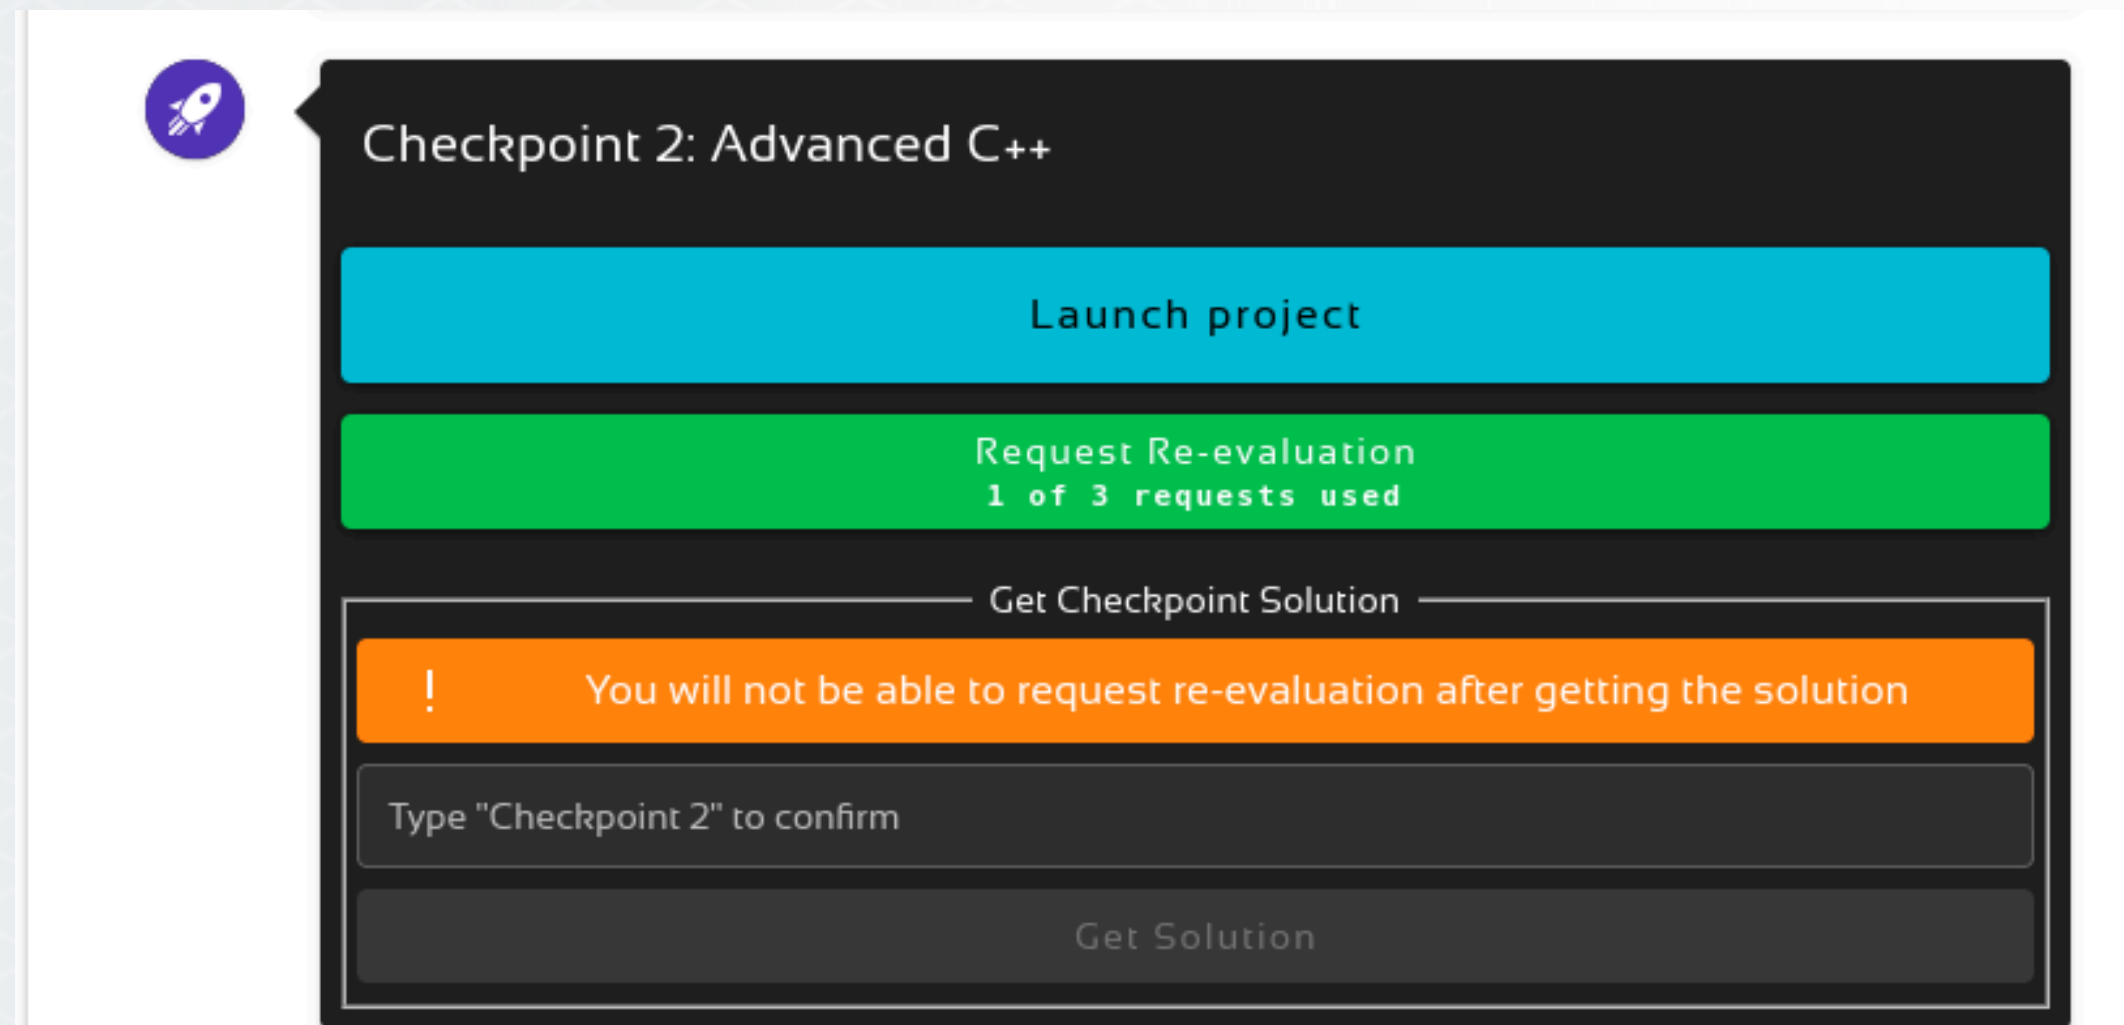 Checkpoint 2: Advanced C++
Launch project
Request Re-evaluation
1 of 3 requests used
Get Checkpoint Solution
! You will not be able to request re-evaluation after getting the solution
Type "Checkpoint 2" to confirm
Get Solution